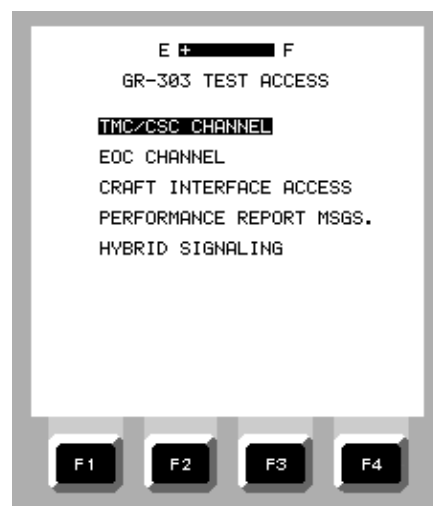 E + F
GR-303 TEST ACCESS
TMC/CSC CHANNEL
EOC CHANNEL
CRAFT INTERFACE ACCESS
PERFORMANCE REPORT MSGS.
HYBRID SIGNALING
F1 F2 F3 F4